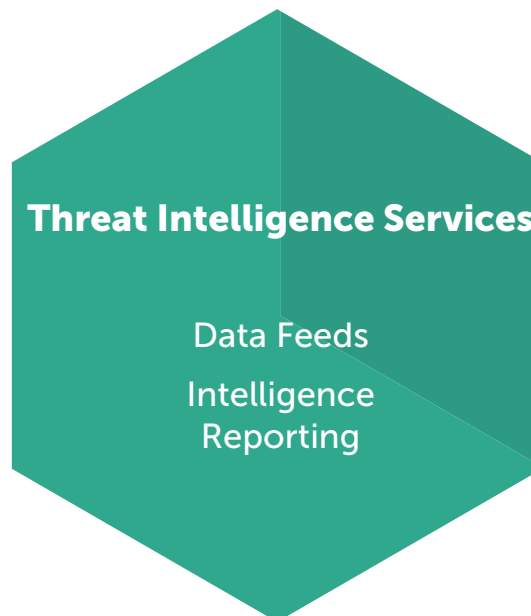 Threat Intelligence Services
Data Feeds
Intelligence
Reporting